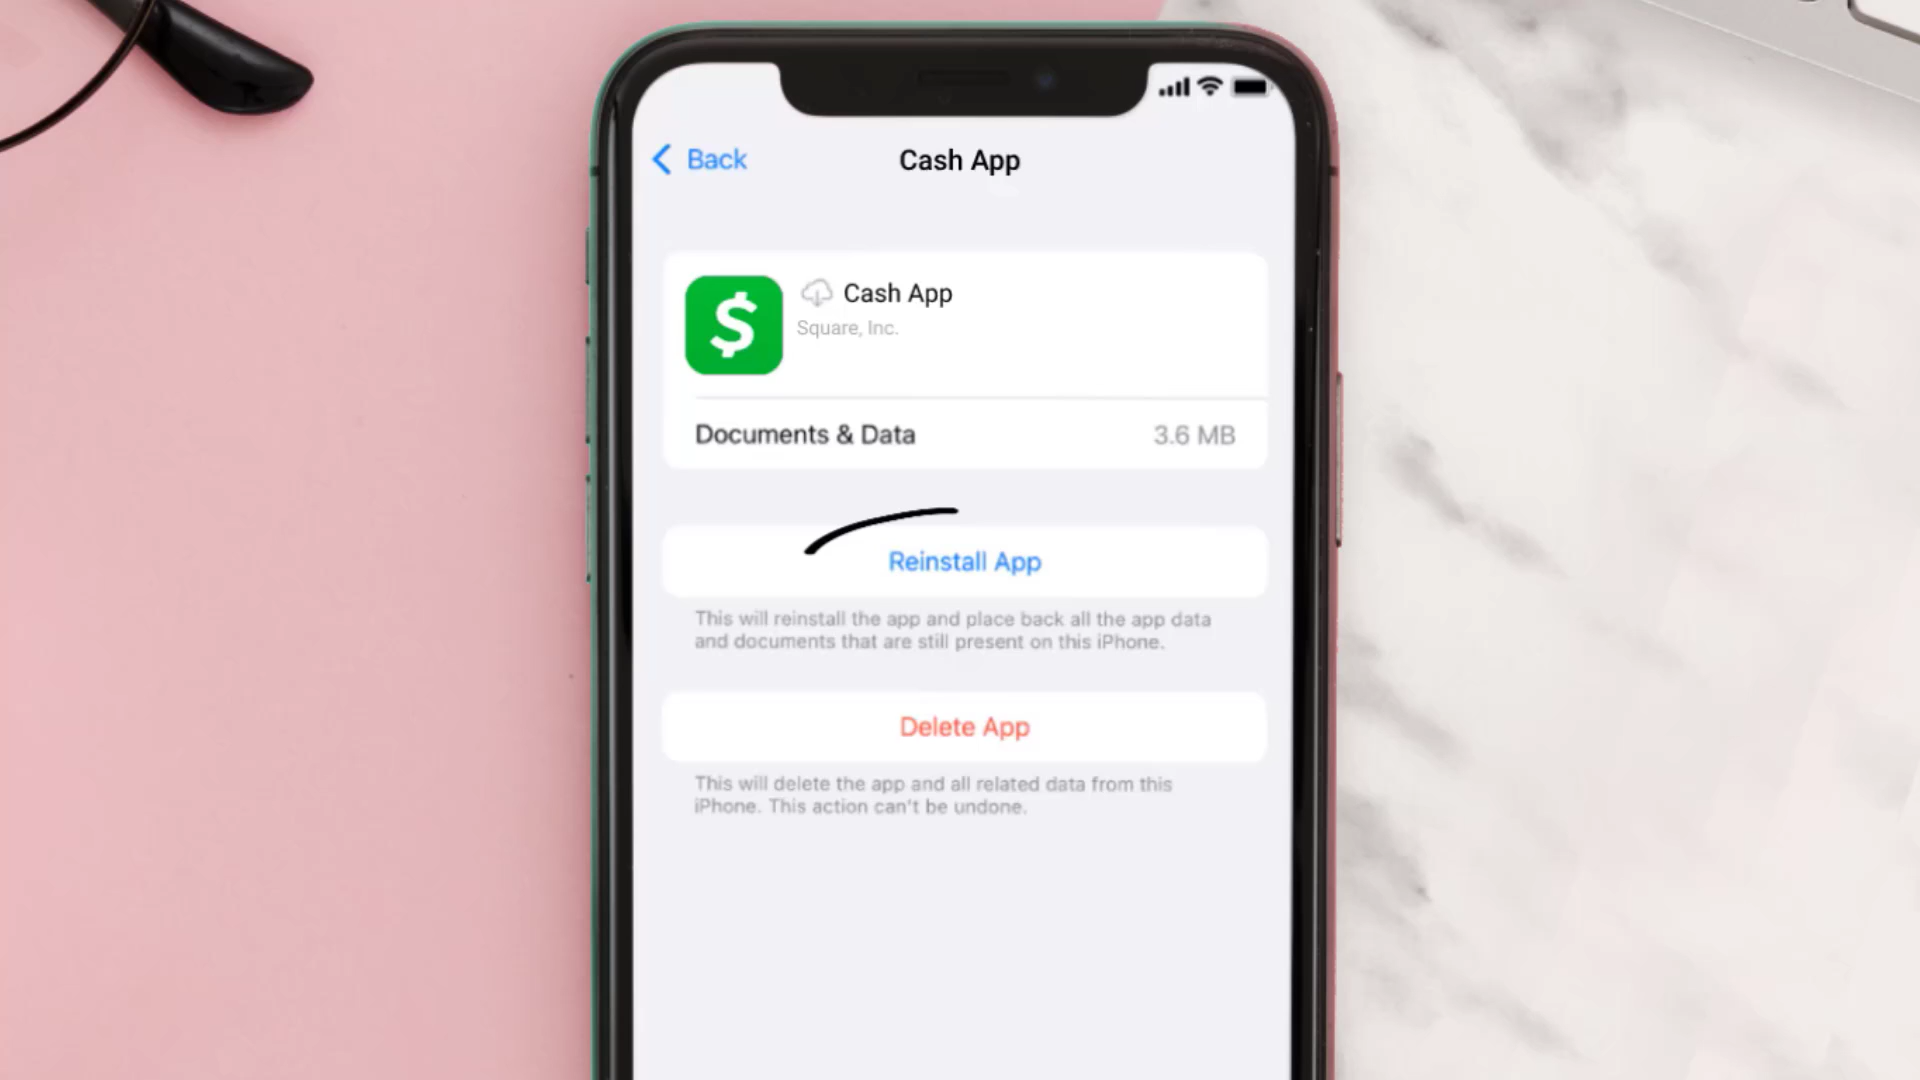 Back
Cash App
$
Cash App
Square, Inc.
Documents & Data
3.6 MB
Reinstall App
This will reinstall the app and place back all the app data
and documents that are still present on this iPhone.
Delete App
This will delete the app and all related data from this
iPhone. This action can't be undone.